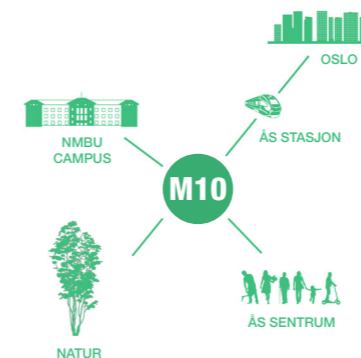 OSLO
ÅS STASJON
NMBU
CAMPUS
M10
ÅS SENTRUM
NATUR